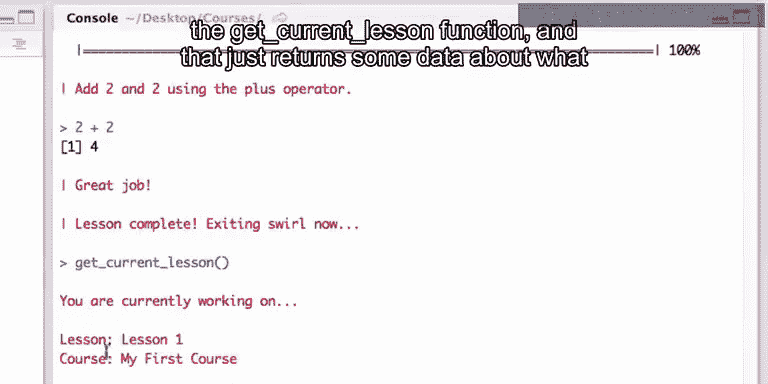 Console ~/Desktop/Courses/
the get_current_lesson function, and
that just returns some data about what
|====| 100%
| Add 2 and 2 using the plus operator.
> 2 + 2
[1] 4
| Great job!
| Lesson complete! Exiting swirl now...
> get_current_lesson()
You are currently working on...
Lesson: Lesson 1
Course: My First Course